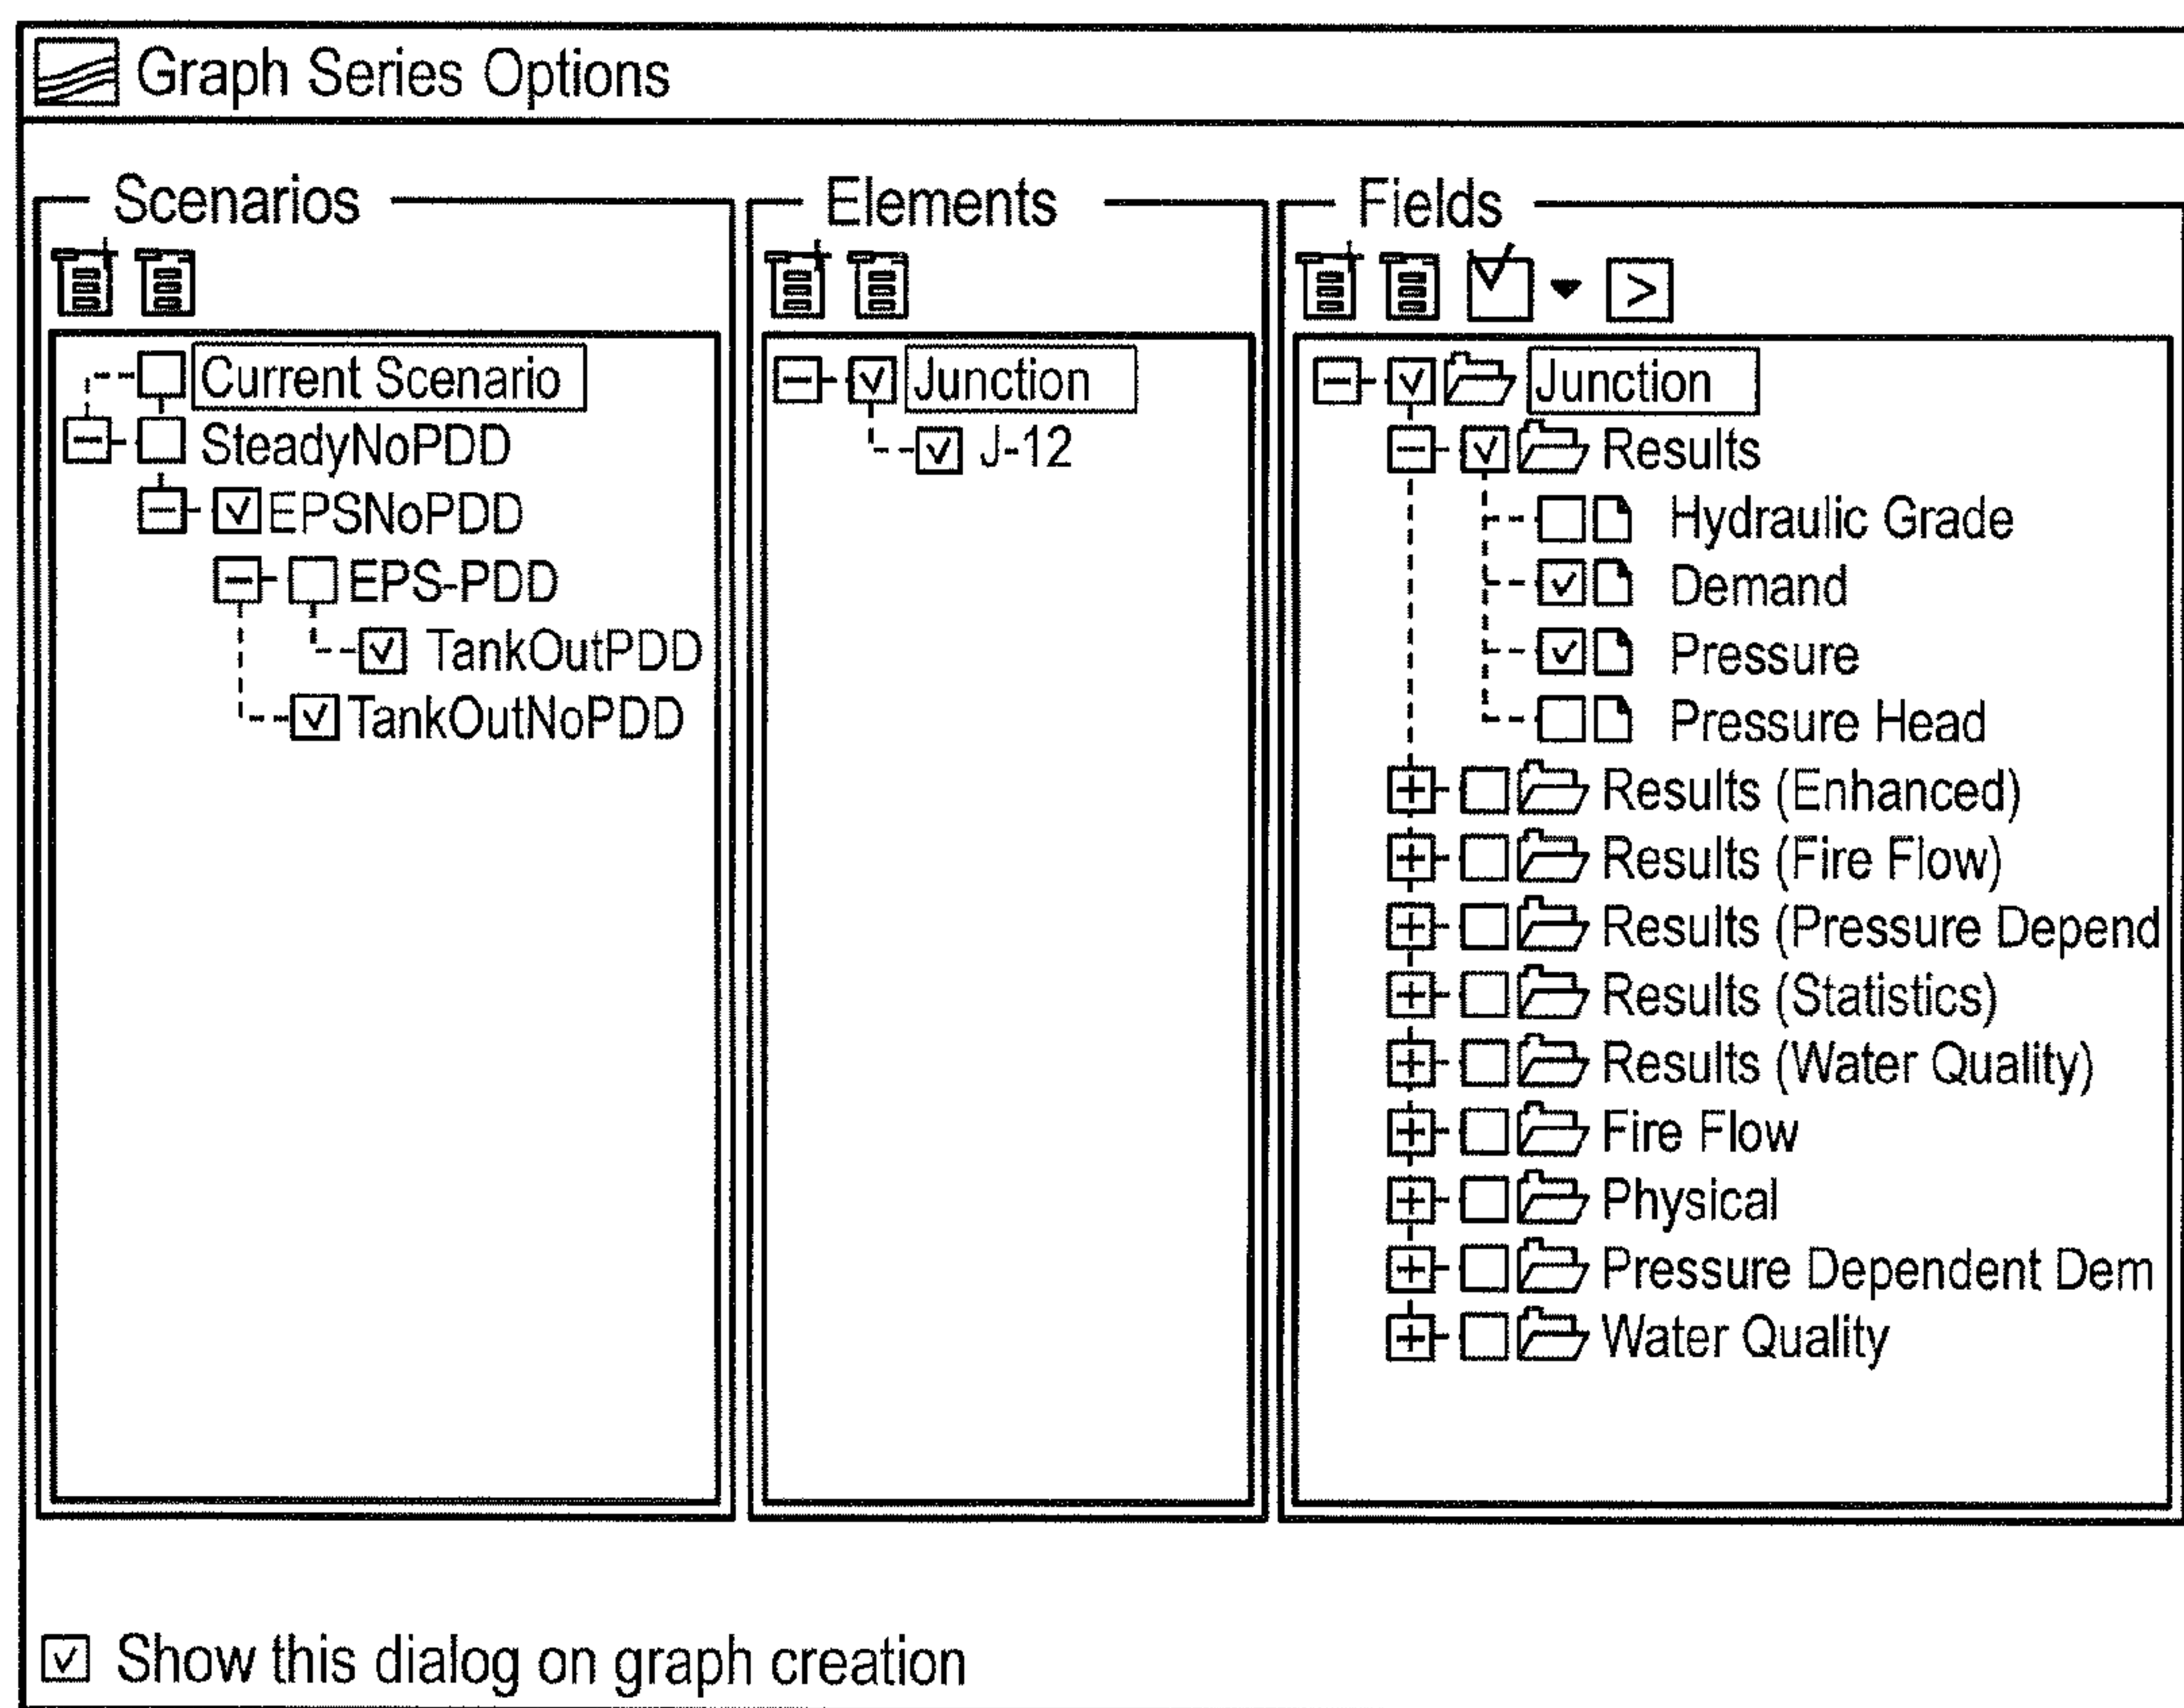 Graph Series Options
Scenarios
Current Scenario
SteadyNoPDD
EPSNoPDD
EPS-PDD
TankOutPDD
TankOutNoPDD
Elements
Junction
J-12
Fields
Junction
Results
Hydraulic Grade
Demand
Pressure
Pressure Head
Results (Enhanced)
Results (Fire Flow)
Results (Pressure Depend
Results (Statistics)
Results (Water Quality)
Fire Flow
Physical
Pressure Dependent Dem
Water Quality
Show this dialog on graph creation